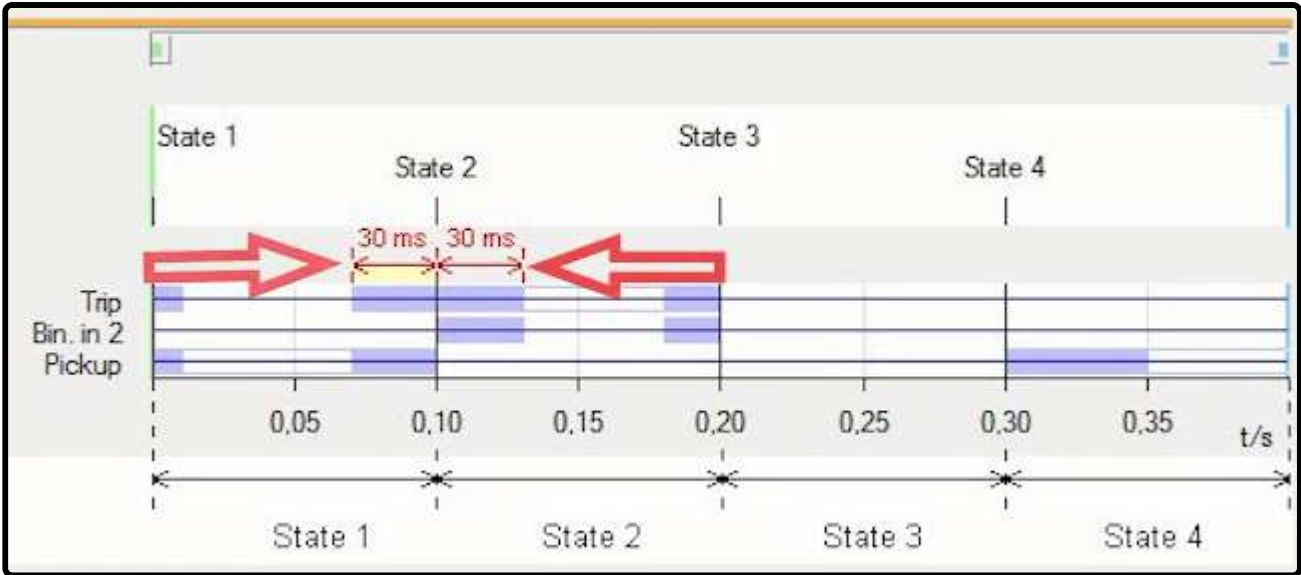 State 1
State 3
State 2
State 4
30 ms 30 ms
Trip
Bin. in 2
Pickup
0,05 0,10 0,15 0,20 0,25 0,30 0,35 t/s
State 1 State 2 State 3 State 4